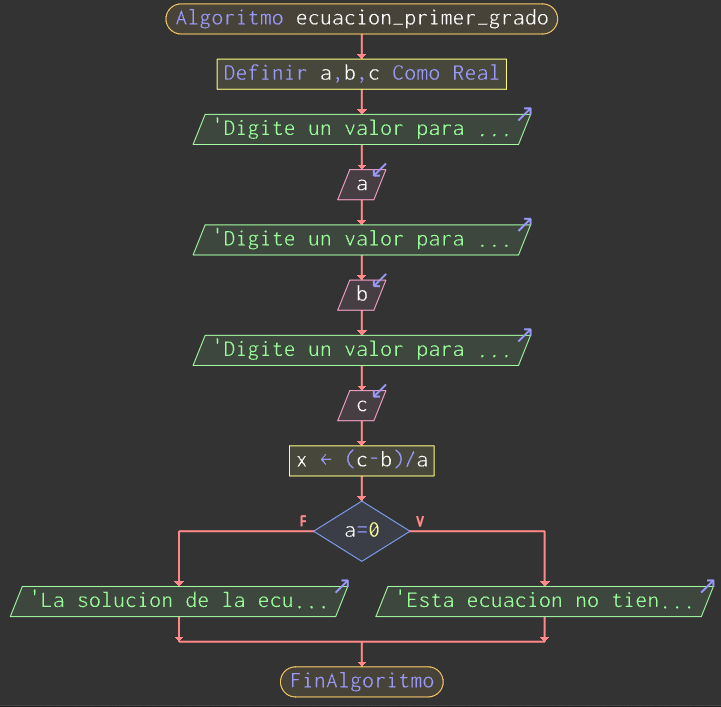 Algoritmo ecuacion_primer_grado
Definir a,b,c Como Real
'Digite un valor para ...
a
'Digite un valor para ...
b
'Digite un valor para ...
c
x ← (c-b)/a
F
a=0
V
'La solucion de la ecu...
'Esta ecuacion no tien...
FinAlgoritmo